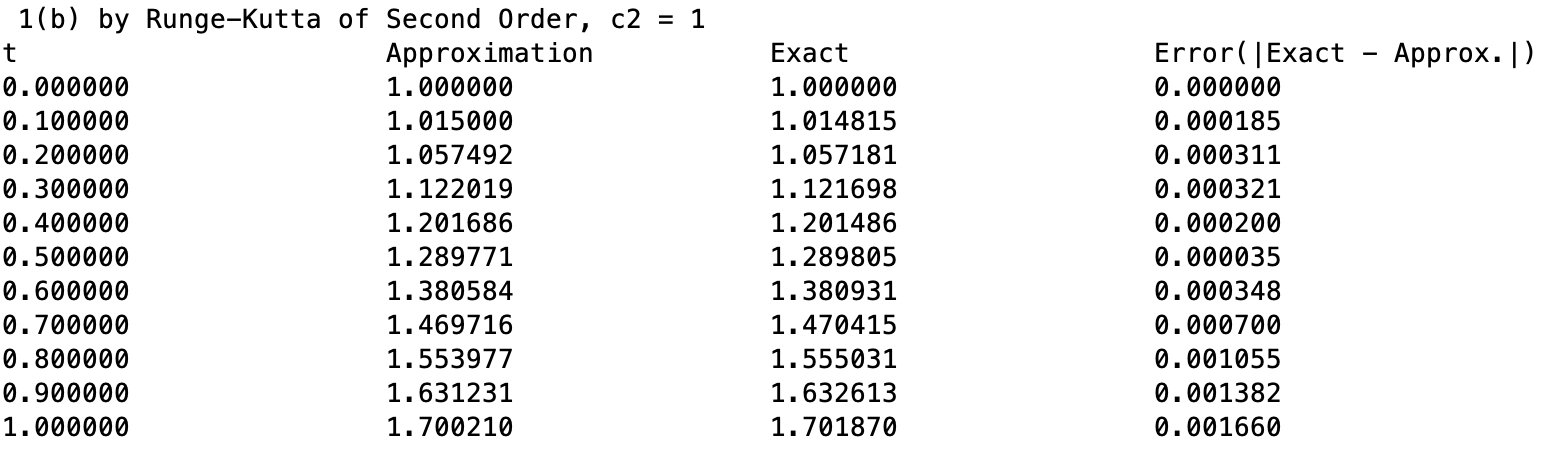 1(b) by Runge-Kutta of Second Order, c2 = 1
t Approximation Exact Error(|Exact - Approx.|)
0.000000 1.000000 1.000000 0.000000
0.100000 1.015000 1.014815 0.000185
0.200000 1.057492 1.057181 0.000311
0.300000 1.122019 1.121698 0.000321
0.400000 1.201686 1.201486 0.000200
0.500000 1.289771 1.289805 0.000035
0.600000 1.380584 1.380931 0.000348
0.700000 1.469716 1.470415 0.000700
0.800000 1.553977 1.555031 0.001055
0.900000 1.631231 1.632613 0.001382
1.000000 1.700210 1.701870 0.001660